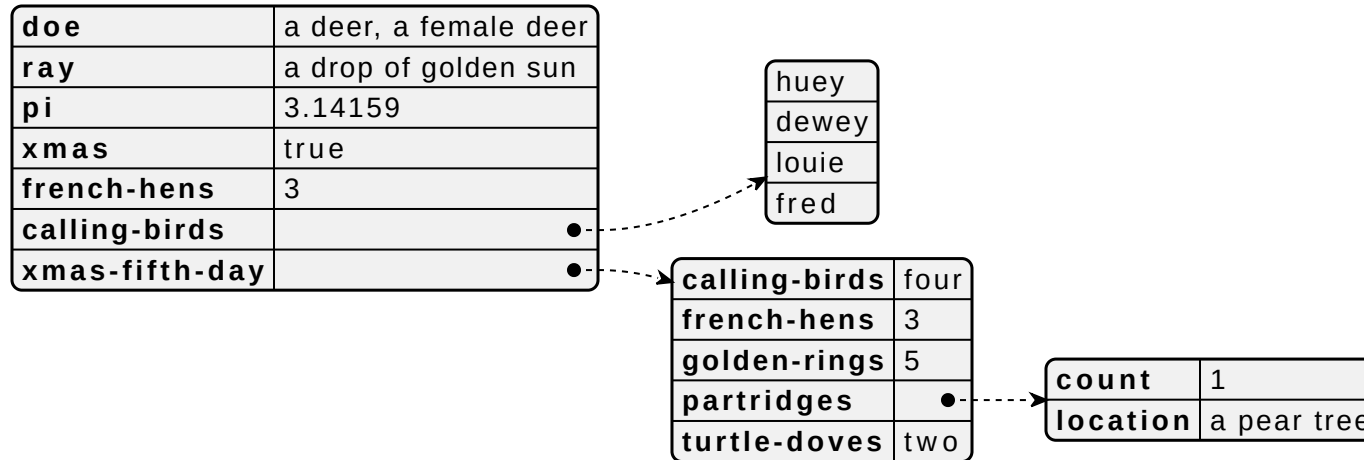 doe a deer, a female deer
ray a drop of golden sun
pi 3.14159
xmas true
french-hens 3
calling-birds
xmas-fifth-day
huey
dewey
louie
fred
calling-birds four
french-hens 3
golden-rings 5
partridges
turtle-doves two
count 1
location a pear tree